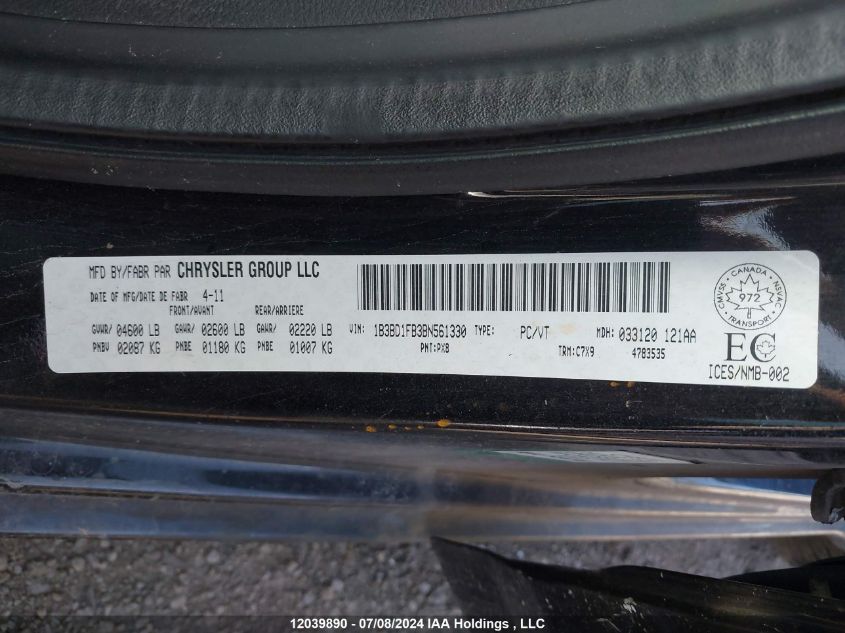 MFD BY/FABR PAR CHRYSLER GROUP LLC
DATE OF MFG/DATE DE FABR 4-11
FRONT/AVANT REAR/ARRIERE
GVWR/ 04600 LB GAWR/ 02600 LB GAWR/ 02220 LB
PNBV 02087 KG PNBE 01180 KG PNBE 01007 KG
VIN: 1B3BD1FB3BN561330 TYPE: PC/VT MDH: 033120 121AA
PNT: PXB TRM: C7X9 4783535
CMVSS · CANADA · NSVAC
972
TRANSPORT
EC
ICES/NMB-002
12039890 - 07/08/2024 IAA Holdings , LLC